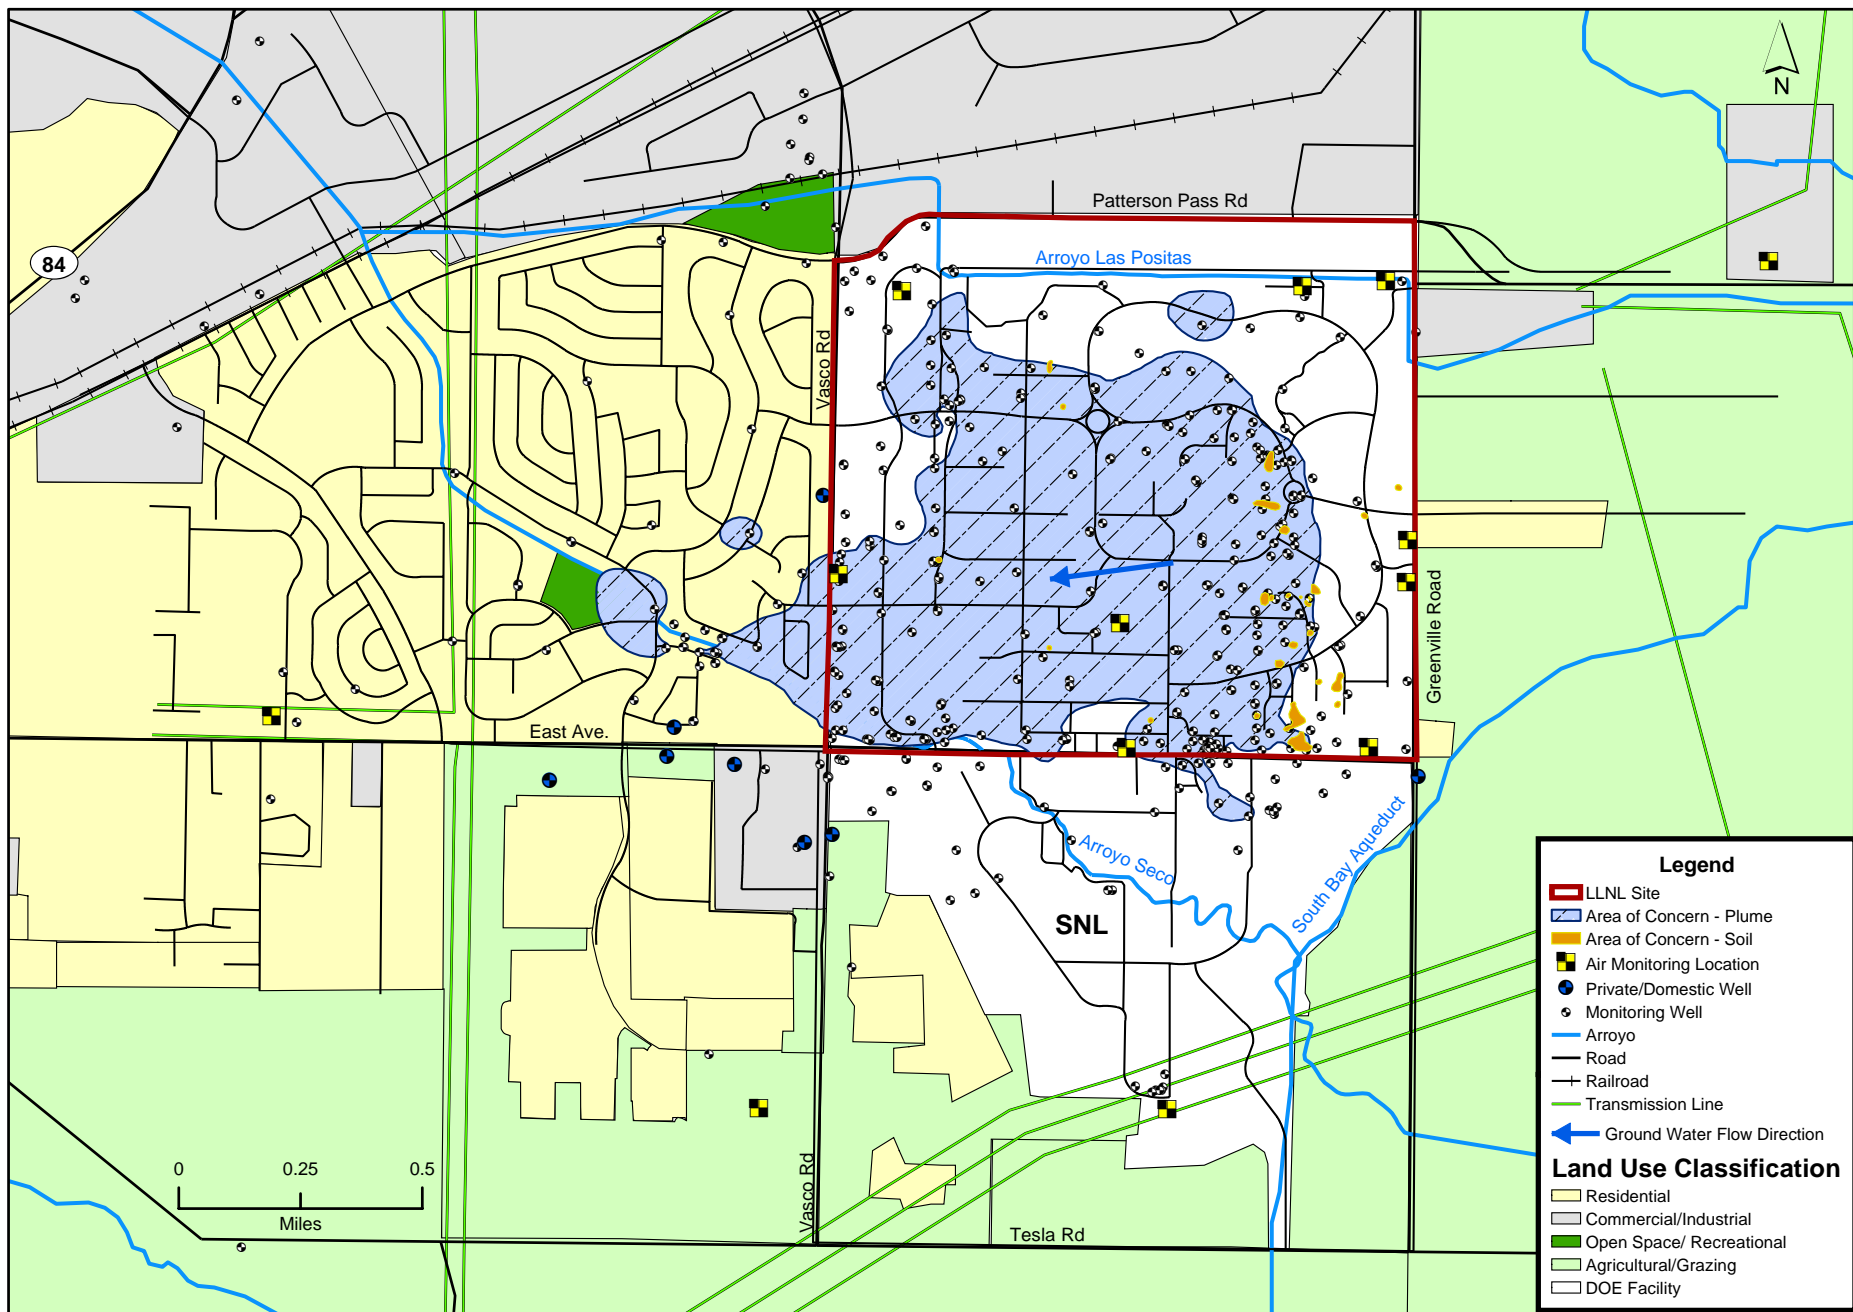 N
Patterson Pass Rd
84
Arroyo Las Positas
Vasco Rd
Greenville Road
East Ave.
Arroyo Seco
South Bay Aqueduct
SNL
Vasco Rd
Tesla Rd
0 0.25 0.5
Miles
Legend
LLNL Site
Area of Concern - Plume
Area of Concern - Soil
Air Monitoring Location
Private/Domestic Well
Monitoring Well
Arroyo
Road
Railroad
Transmission Line
Ground Water Flow Direction
Land Use Classification
Residential
Commercial/Industrial
Open Space/ Recreational
Agricultural/Grazing
DOE Facility